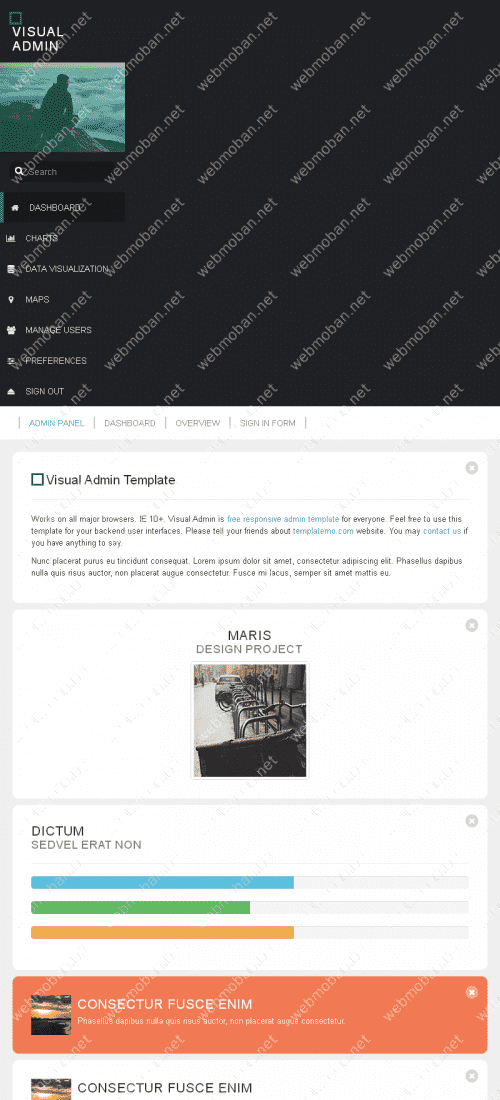 VISUAL
ADMIN
Search
DASHBOARD
CHARTS
DATA VISUALIZATION
MAPS
MANAGE USERS
PREFERENCES
SIGN OUT
ADMIN PANEL
DASHBOARD
OVERVIEW
SIGN IN FORM
Visual Admin Template
Works on all major browsers. IE 10+. Visual Admin is free responsive admin template for everyone. Feel free to use this
template for your backend user interfaces. Please tell your friends about templatemo.com website. You may contact us if
you have anything to say.
Nunc placerat purus eu tincidunt consequat. Lorem ipsum dolor sit amet, consectetur adipiscing elit. Phasellus dapibus
nulla quis risus auctor, non placerat augue consectetur. Fusce mi lacus, semper sit amet mattis eu.
MARIS
DESIGN PROJECT
DICTUM
SEDVEL ERAT NON
CONSECTUR FUSCE ENIM
Phasellus dapibus nulla quis risus auctor, non placerat augue consectetur.
CONSECTUR FUSCE ENIM
webmoban.net